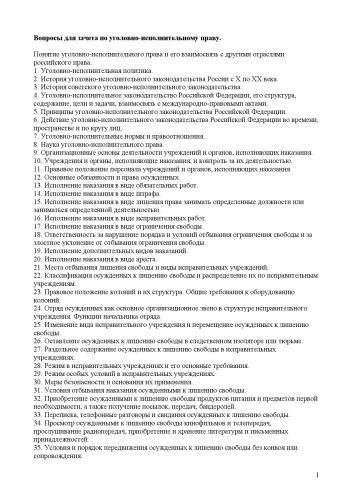 Вопросы для зачета по уголовно-исполнительному праву.
Понятие уголовно-исполнительного права и его взаимосвязь с другими отраслями
российского права.
1. Уголовно-исполнительная политика.
2. История уголовно-исполнительного законодательства России с X по XX века.
3. История советского уголовно-исполнительного законодательства.
4. Уголовно-исполнительное законодательство Российской Федерации, его структура,
содержание, цели и задачи, взаимосвязь с международно-правовыми актами.
5. Принципы уголовно-исполнительного законодательства Российской Федерации.
6. Действие уголовно-исполнительного законодательства Российской Федерации во времени,
пространстве и по кругу лиц.
7. Уголовно-исполнительные нормы и правоотношения.
8. Наука уголовно-исполнительного права.
9. Организационные основы деятельности учреждений и органов, исполняющих наказания.
10. Учреждения и органы, исполняющие наказания, и контроль за их деятельностью.
11. Правовое положение персонала учреждений и органов, исполняющих наказания.
12. Основные обязанности и права осужденных.
13. Исполнение наказания в виде обязательных работ.
14. Исполнение наказания в виде штрафа.
15. Исполнение наказания в виде лишения права занимать определенные должности или
заниматься определенной деятельностью.
16. Исполнение наказания в виде исправительных работ.
17. Исполнение наказания в виде ограничения свободы.
18. Ответственность за нарушение порядка и условий отбывания ограничения свободы и за
злостное уклонение от отбывания ограничения свободы.
19. Исполнение дополнительных видов наказаний.
20. Исполнение наказания в виде ареста.
21. Места отбывания лишения свободы и виды исправительных учреждений.
22. Классификация осужденных к лишению свободы и распределение их по исправительным
учреждениям.
23. Правовое положение колоний и их структура. Общие требования к оборудованию
колоний.
24. Отряд осужденных как основное организационное звено в структуре исправительного
учреждения. Функции начальника отряда.
25. Изменение вида исправительного учреждения и перемещение осужденных к лишению
свободы.
26. Оставление осужденных к лишению свободы в следственном изоляторе или тюрьме.
27. Раздельное содержание осужденных к лишению свободы в исправительных
учреждениях.
28. Режим в исправительных учреждениях и его основные требования.
29. Режим особых условий в исправительных учреждениях.
30. Меры безопасности и основания их применения.
31. Условия отбывания наказания осужденными к лишению свободы.
32. Приобретение осужденными к лишению свободы продуктов питания и предметов первой
необходимости, а также получение посылок, передач, бандеролей.
33. Переписка, телефонные разговоры и свидания осужденных к лишению свободы.
34. Просмотр осужденными к лишению свободы кинофильмов и телепередач,
прослушивание радиопередач, приобретение и хранение литературы и письменных
принадлежностей.
35. Условия и порядок передвижения осужденных к лишению свободы без конвоя или
сопровождения.
1